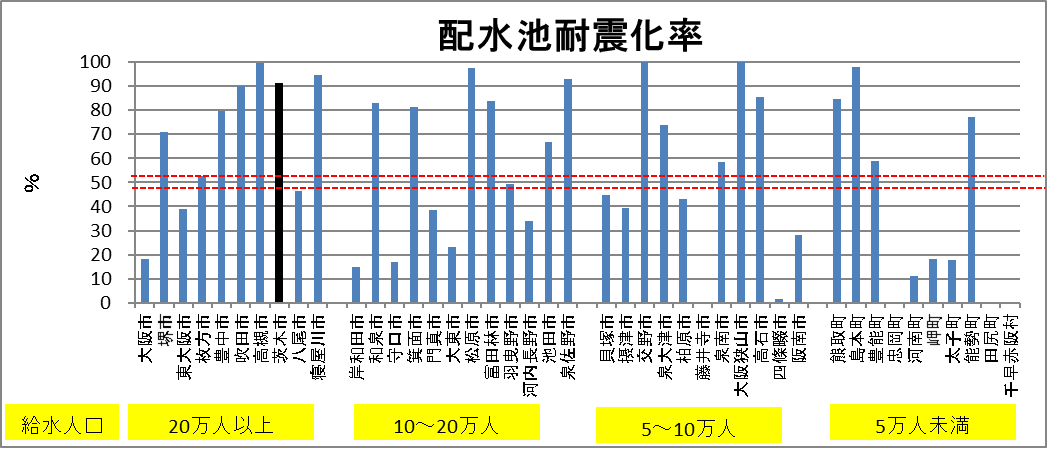 配水池耐震化率
%
100
90
80
70
60
50
40
30
20
10
0
大阪市
堺市
東大阪市
枚方市
豊中市
吹田市
高槻市
茨木市
八尾市
寝屋川市
岸和田市
和泉市
守口市
箕面市
門真市
大東市
松原市
富田林市
羽曳野市
河内長野市
池田市
泉佐野市
貝塚市
摂津市
交野市
泉大津市
柏原市
藤井寺市
泉南市
大阪狭山市
高石市
四條畷市
阪南市
熊取町
島本町
豊能町
忠岡町
河南町
岬町
太子町
能勢町
田尻町
千早赤阪村
給水人口
20万人以上
10～20万人
5～10万人
5万人未満